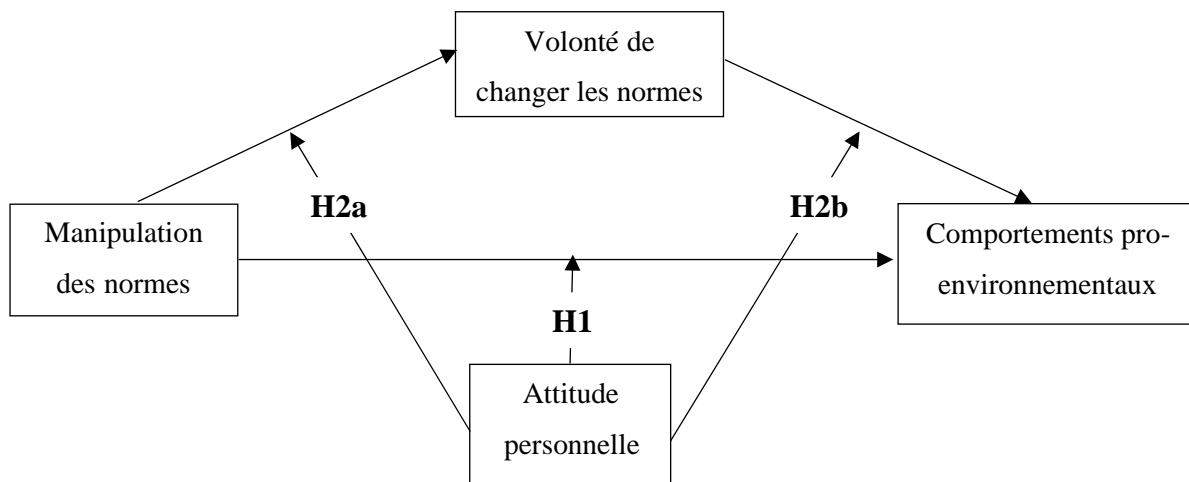 Volonté de
changer les normes
H2a
H2b
Manipulation
des normes
Comportements pro-
environnementaux
H1
Attitude
personnelle